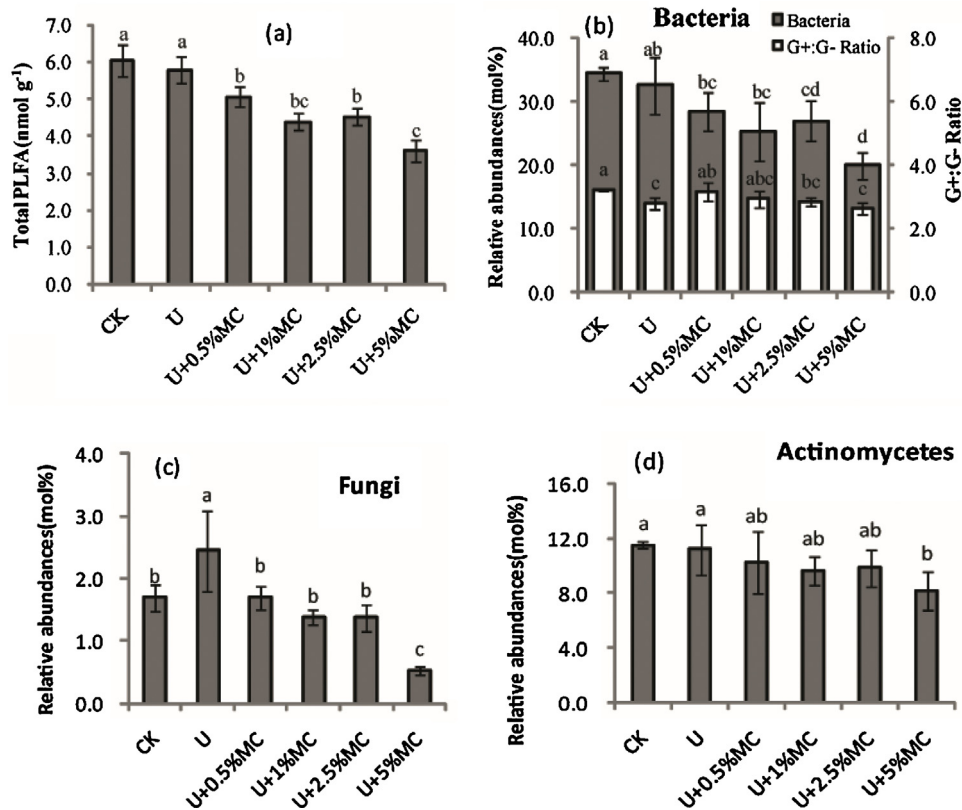 (a)
Total PLFA(nmol g-1)
7.0
6.0
5.0
4.0
3.0
2.0
1.0
0.0
a
a
b
bc
b
c
CK
U
U+0.5%MC
U+1%MC
U+2.5%MC
U+5%MC
(b)
Bacteria
Bacteria
G+:G- Ratio
Relative abundances(mol%)
40.0
30.0
20.0
10.0
0.0
G+:G- Ratio
8.0
6.0
4.0
2.0
0.0
a
ab
bc
bc
cd
d
a
c
ab
abc
bc
c
CK
U
U+0.5%MC
U+1%MC
U+2.5%MC
U+5%MC
(c)
Fungi
Relative abundances(mol%)
4.0
3.0
2.0
1.0
0.0
b
a
b
b
b
c
CK
U
U+0.5%MC
U+1%MC
U+2.5%MC
U+5%MC
(d)
Actinomycetes
Relative abundances(mol%)
16.0
12.0
8.0
4.0
0.0
a
a
ab
ab
ab
b
CK
U
U+0.5%MC
U+1%MC
U+2.5%MC
U+5%MC